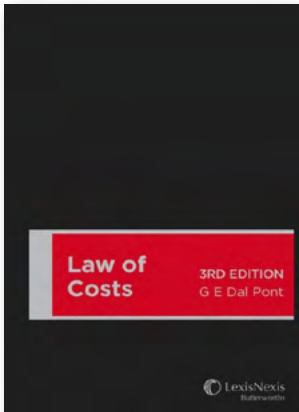 Law of
Costs
3RD EDITION
G E Dal Pont
LexisNexis
Butterworths